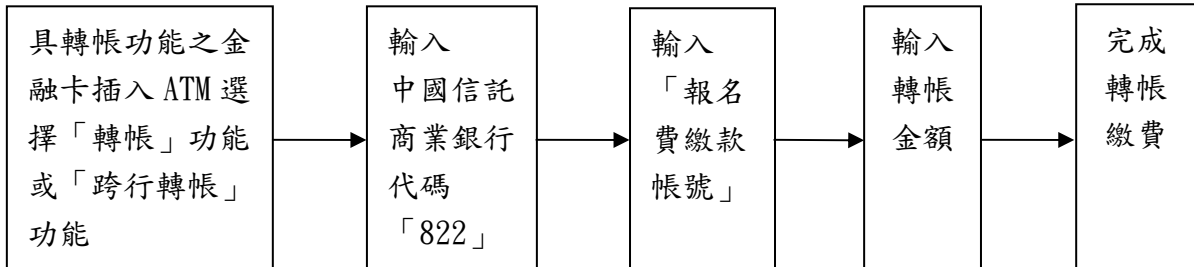 具轉帳功能之金
融卡插入 ATM 選
擇「轉帳」功能
或「跨行轉帳」
功能
輸入
中國信託
商業銀行
代碼
「822」
輸入
「報名
費繳款
帳號」
輸入
轉帳
金額
完成
轉帳
繳費